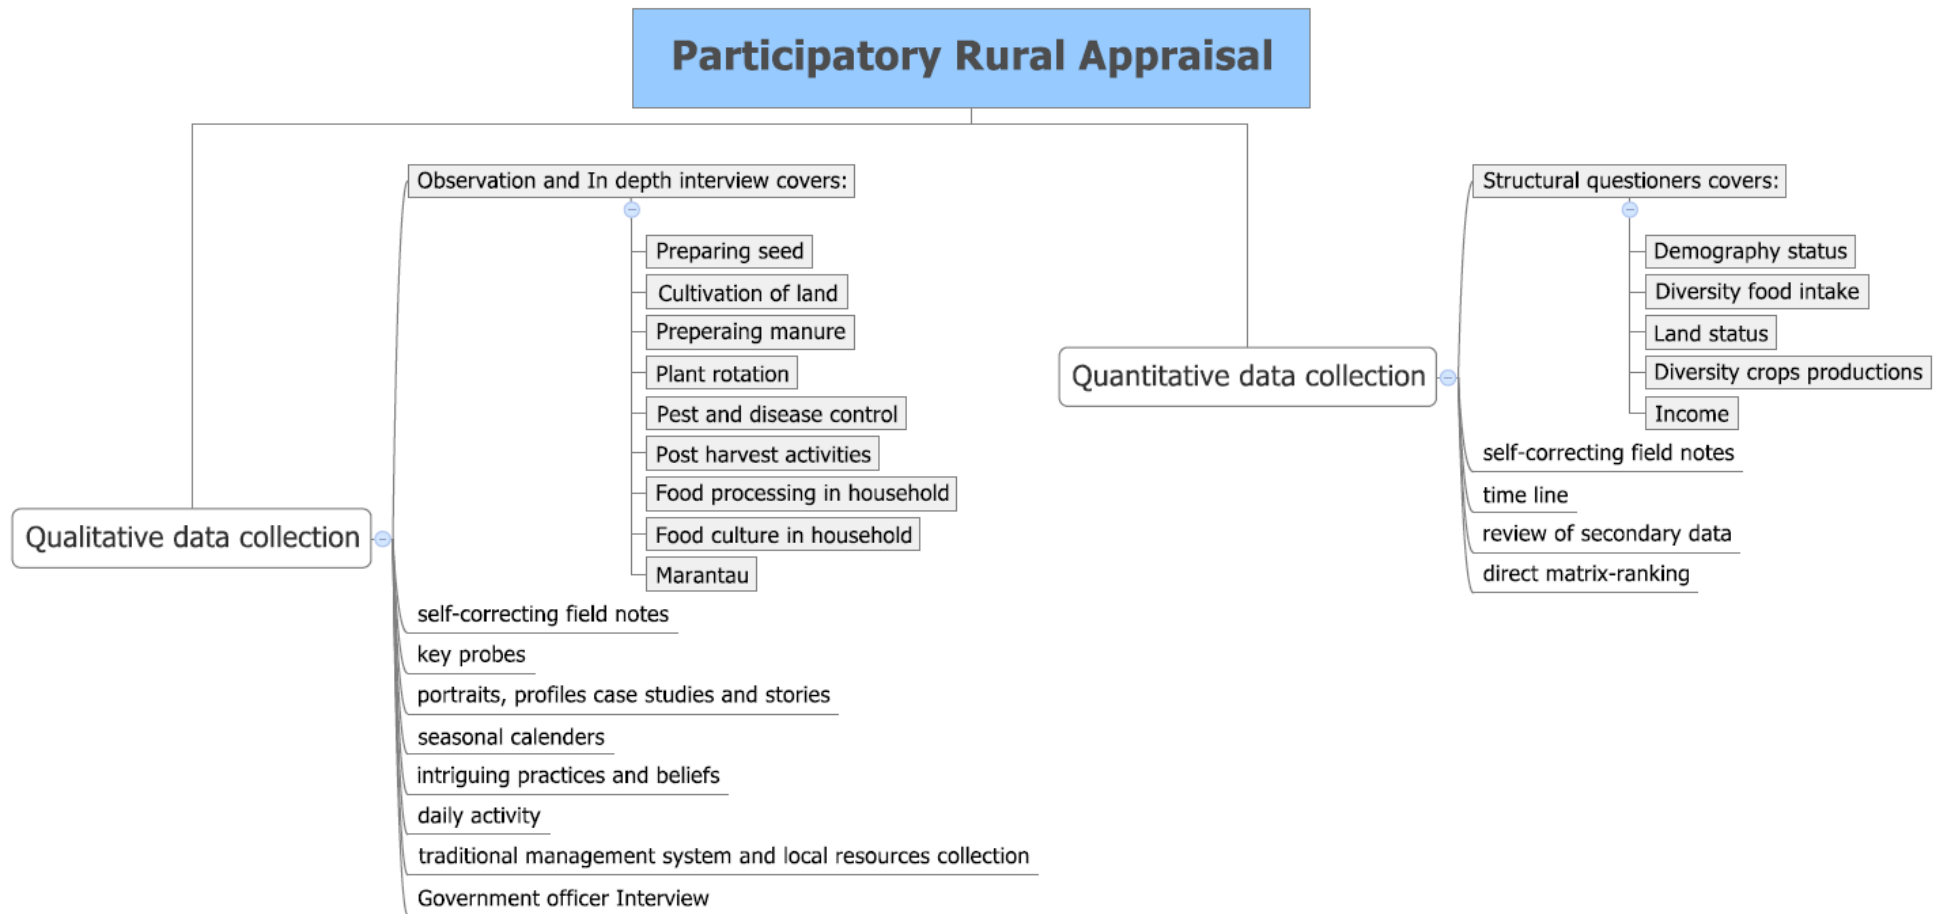 Participatory Rural Appraisal
Qualitative data collection
Observation and In depth interview covers:
Preparing seed
Cultivation of land
Preperaing manure
Plant rotation
Pest and disease control
Post harvest activities
Food processing in household
Food culture in household
Marantau
self-correcting field notes
key probes
portraits, profiles case studies and stories
seasonal calenders
intriguing practices and beliefs
daily activity
traditional management system and local resources collection
Government officer Interview
Quantitative data collection
Structural questioners covers:
Demography status
Diversity food intake
Land status
Diversity crops productions
Income
self-correcting field notes
time line
review of secondary data
direct matrix-ranking